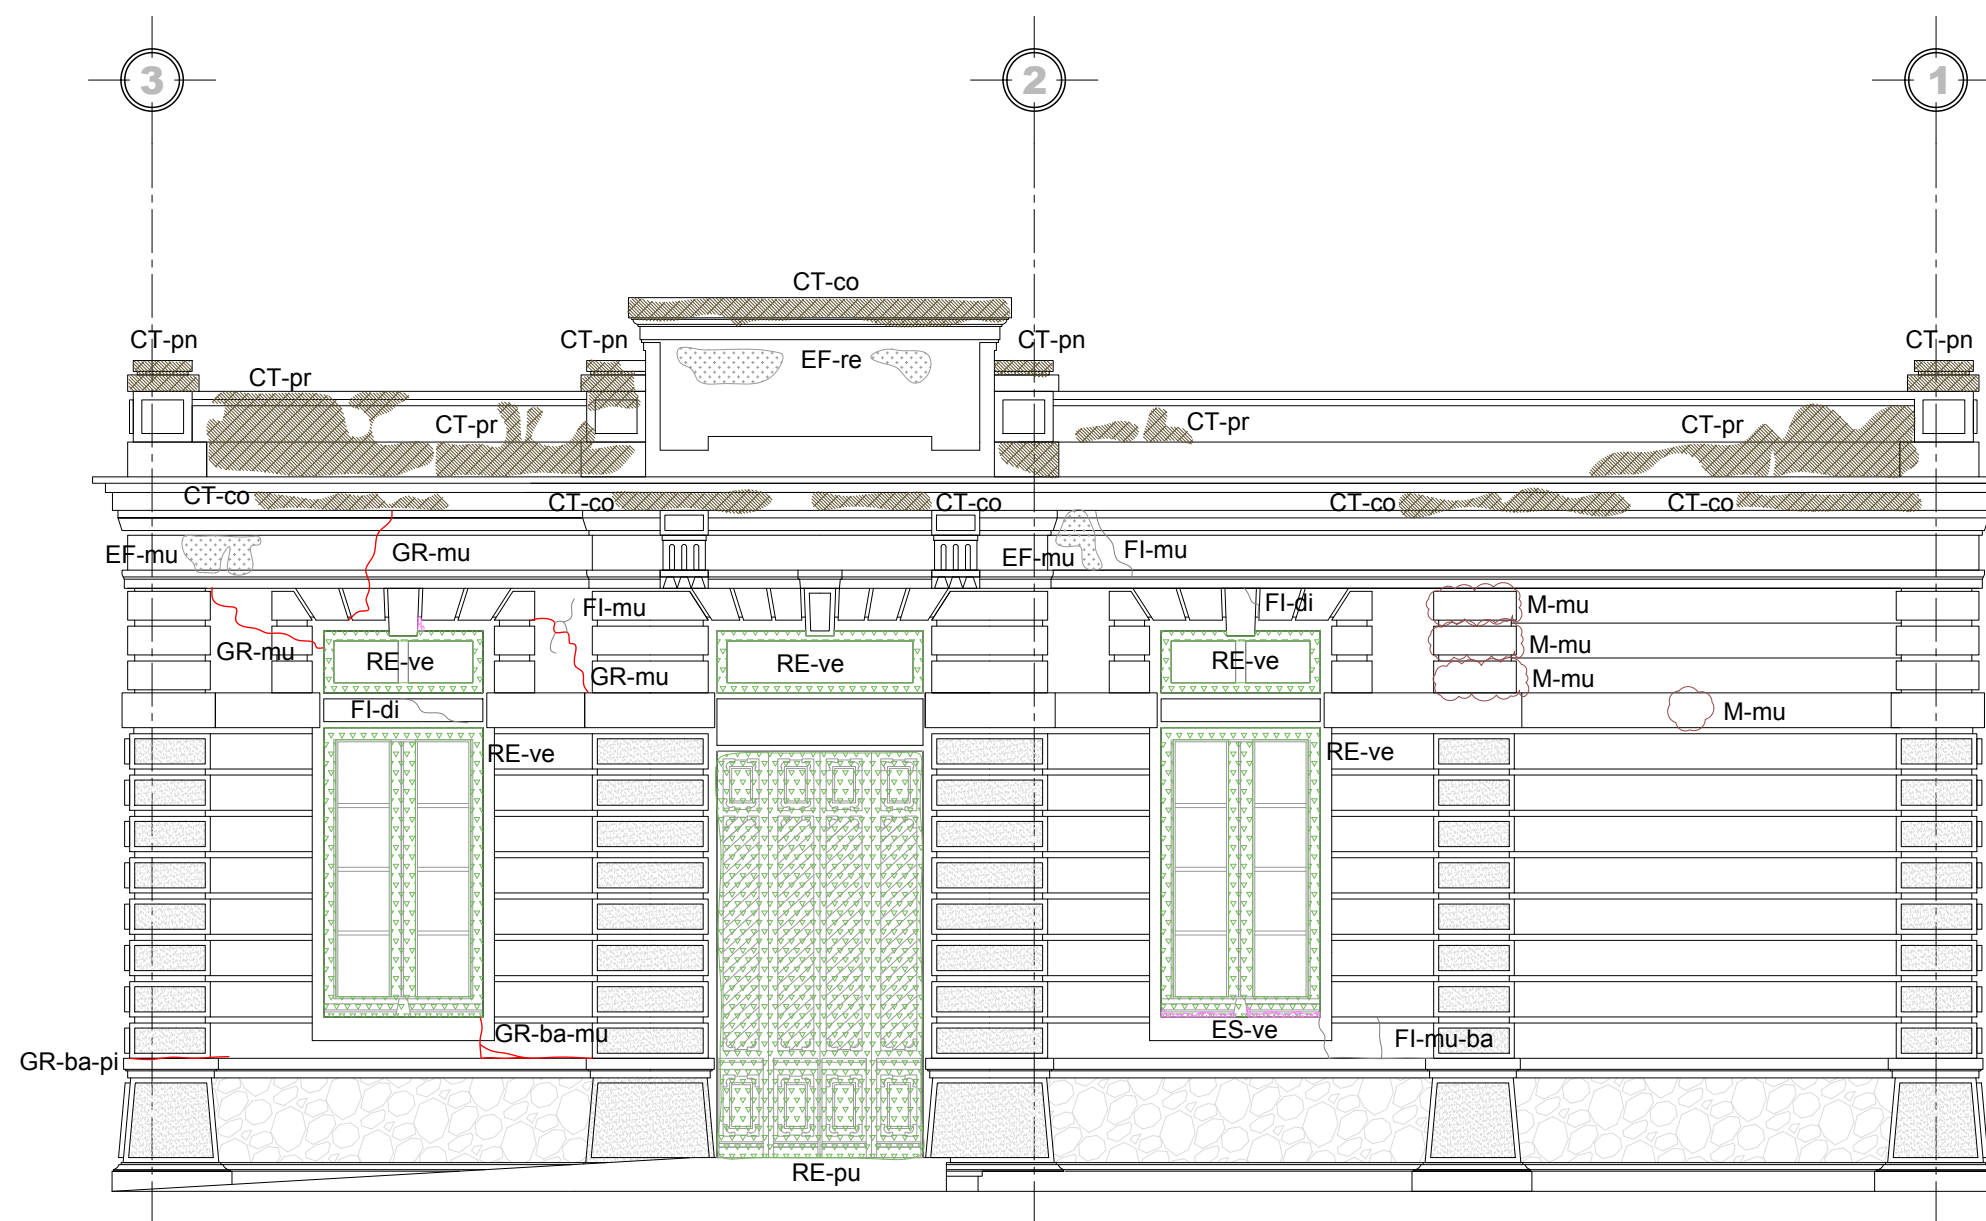 3 2 1
CT-co
CT-pn CT-pn CT-pn CT-pn
EF-re
CT-pr
CT-pr CT-pr CT-pr
CT-co CT-co CT-co CT-co CT-co
EF-mu GR-mu EF-mu FI-mu
FI-mu FI-di M-mu
GR-mu M-mu
RE-ve RE-ve RE-ve
GR-mu M-mu
FI-di M-mu
RE-ve RE-ve
GR-ba-mu ES-ve FI-mu-ba
GR-ba-pi
RE-pu